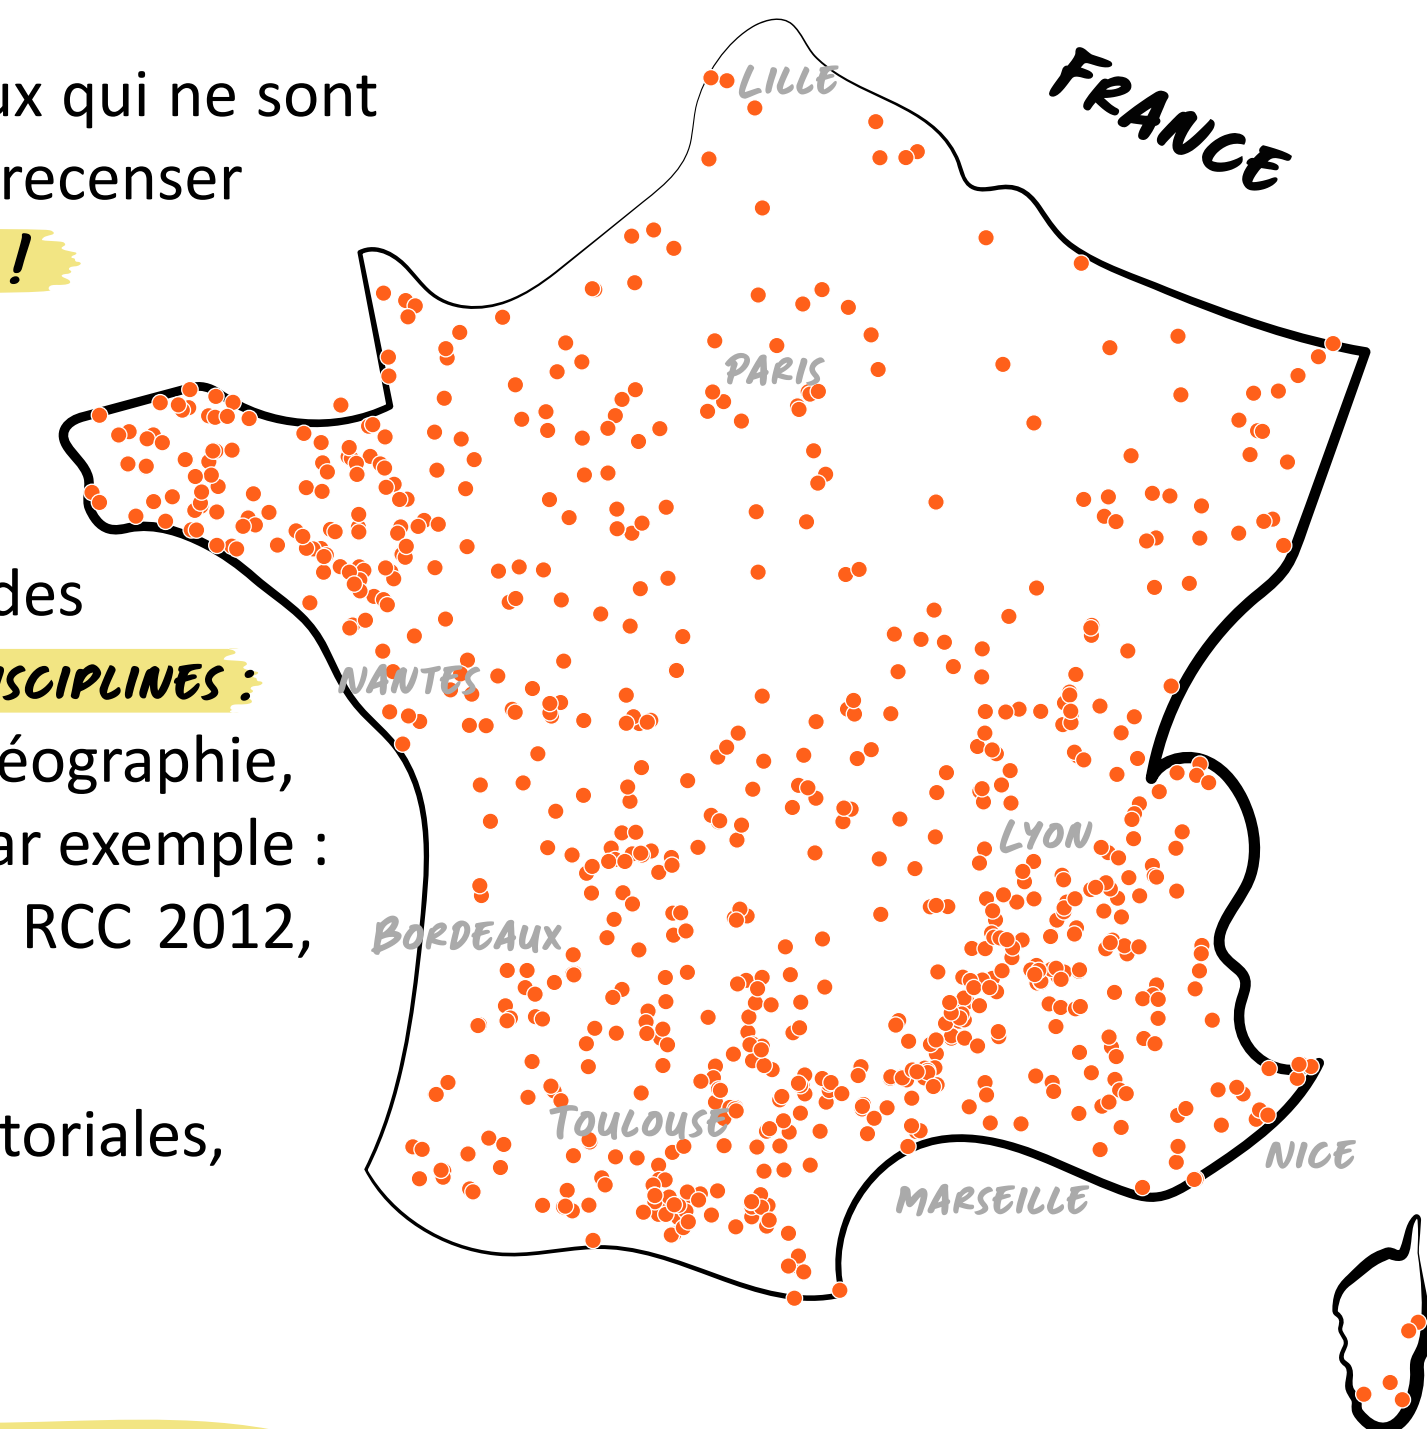 ux qui ne sont
recenser
!
des
ISCIPLINES :
éographie,
ar exemple :
RCC 2012,
toriales,
FRANCE
LILLE
PARIS
NANTES
LYON
BORDEAUX
TOULOUSE
MARSEILLE
NICE